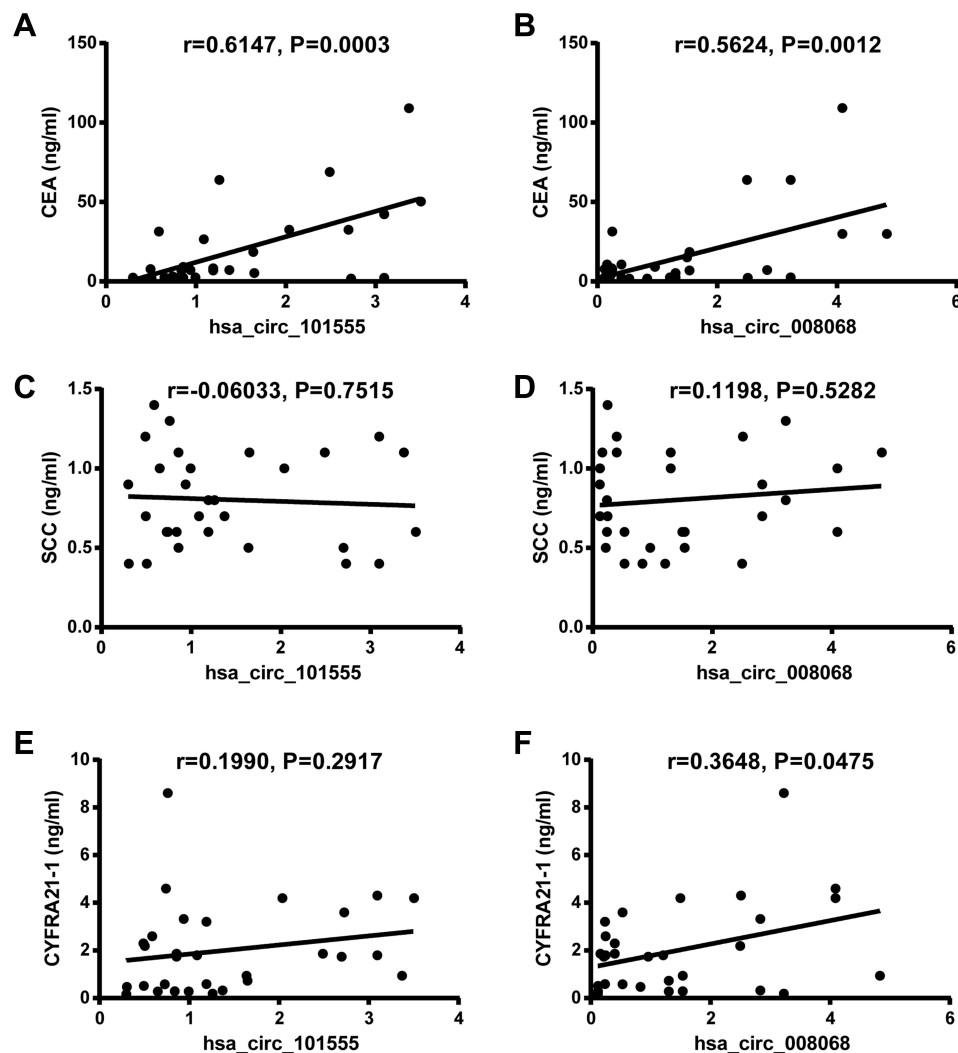 A
r=0.6147, P=0.0003
150
100
50
0
CEA (ng/ml)
0 1 2 3 4
hsa_circ_101555
B
r=0.5624, P=0.0012
150
100
50
0
CEA (ng/ml)
0 2 4 6
hsa_circ_008068
C
r=-0.06033, P=0.7515
1.5
1.0
0.5
0.0
SCC (ng/ml)
0 1 2 3 4
hsa_circ_101555
D
r=0.1198, P=0.5282
1.5
1.0
0.5
0.0
SCC (ng/ml)
0 2 4 6
hsa_circ_008068
E
r=0.1990, P=0.2917
10
8
6
4
2
0
CYFRA21-1 (ng/ml)
0 1 2 3 4
hsa_circ_101555
F
r=0.3648, P=0.0475
10
8
6
4
2
0
CYFRA21-1 (ng/ml)
0 2 4 6
hsa_circ_008068